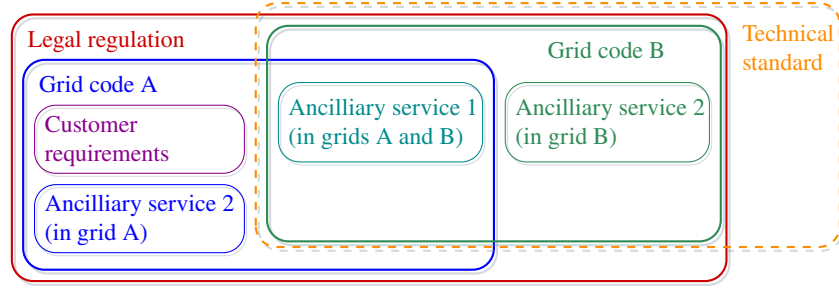 Legal regulation
Technical
standard
Grid code B
Grid code A
Customer
requirements
Ancilliary service 1
(in grids A and B)
Ancilliary service 2
(in grid B)
Ancilliary service 2
(in grid A)